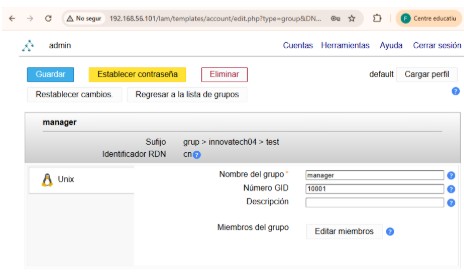 No segur 192.168.56.101/lam/templates/account/edit.php?type=group&DN... Centre educatiu
admin Cuentas Herramientas Ayuda Cerrar sesión
Guardar Establecer contraseña Eliminar default Cargar perfil
Restablecer cambios. Regresar a la lista de grupos
manager
Sufijo grup > innovatech04 > test
Identificador RDN cn
Unix
Nombre del grupo* manager
Número GID 10001
Descripción
Miembros del grupo Editar miembros